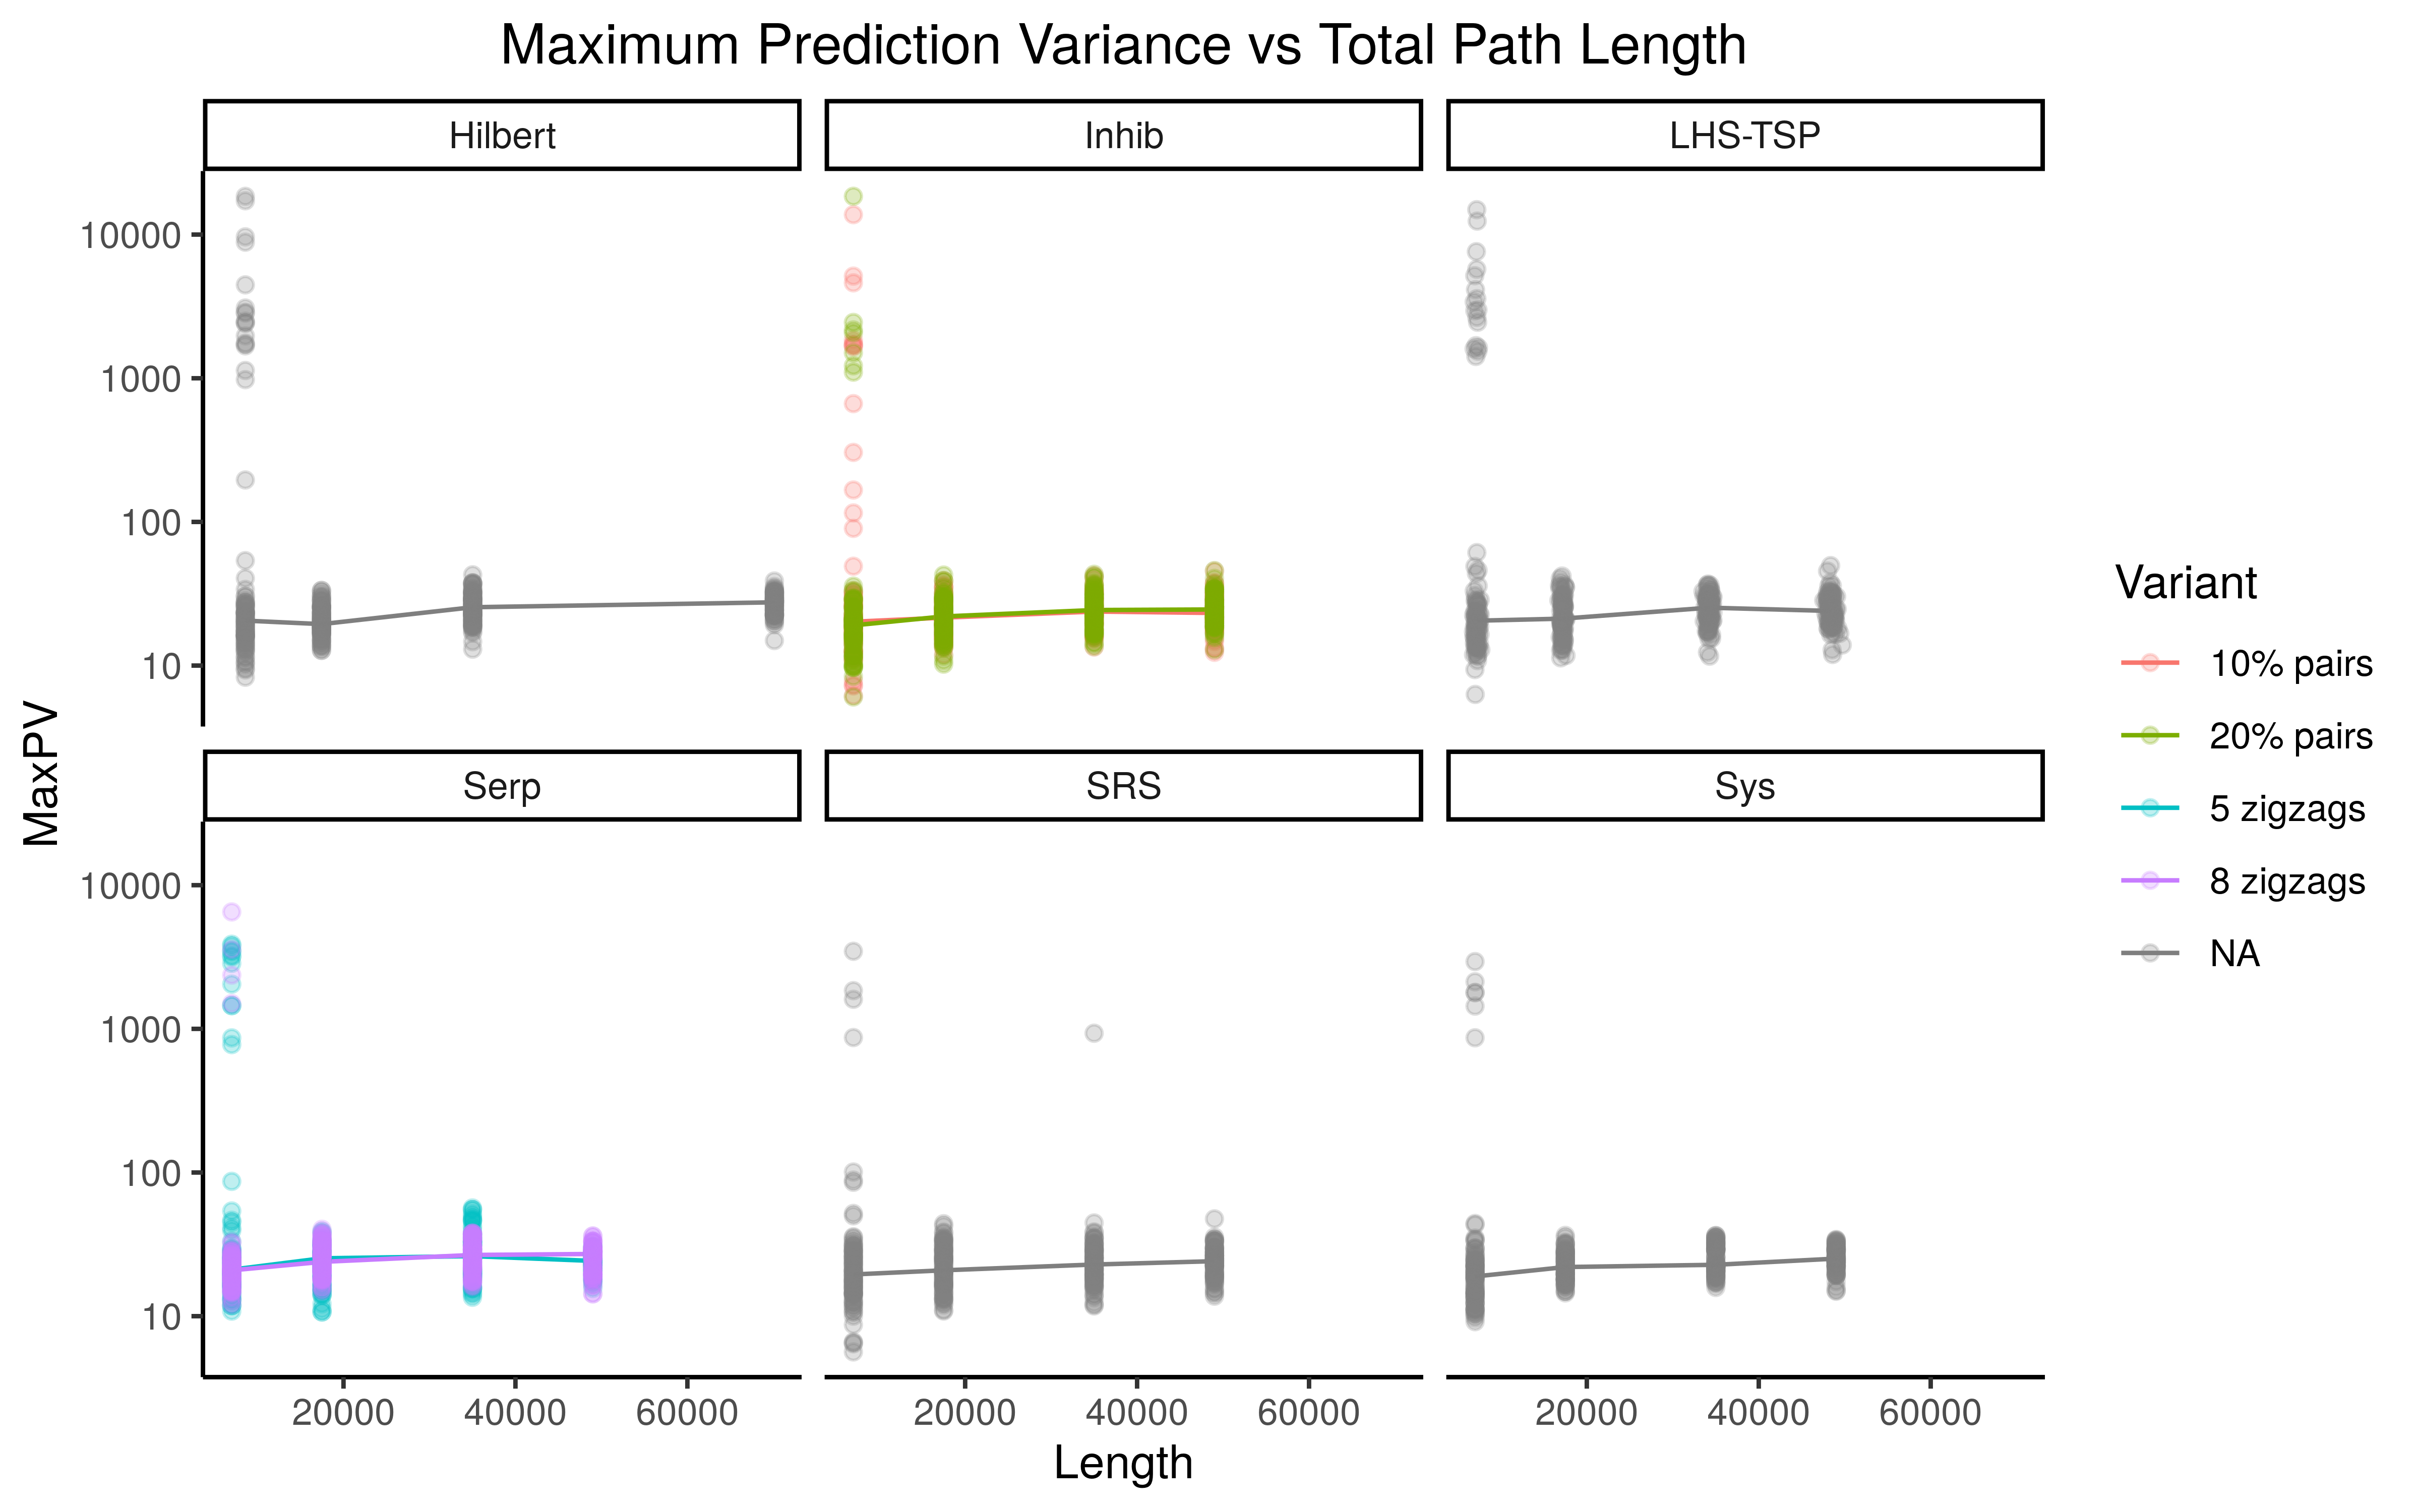 Maximum Prediction Variance vs Total Path Length
Hilbert
Inhib
LHS-TSP
10000
1000
100
10
MaxPV
Serp
SRS
Sys
10000
1000
100
10
20000 40000 60000
20000 40000 60000
20000 40000 60000
Length
Variant
10% pairs
20% pairs
5 zigzags
8 zigzags
NA